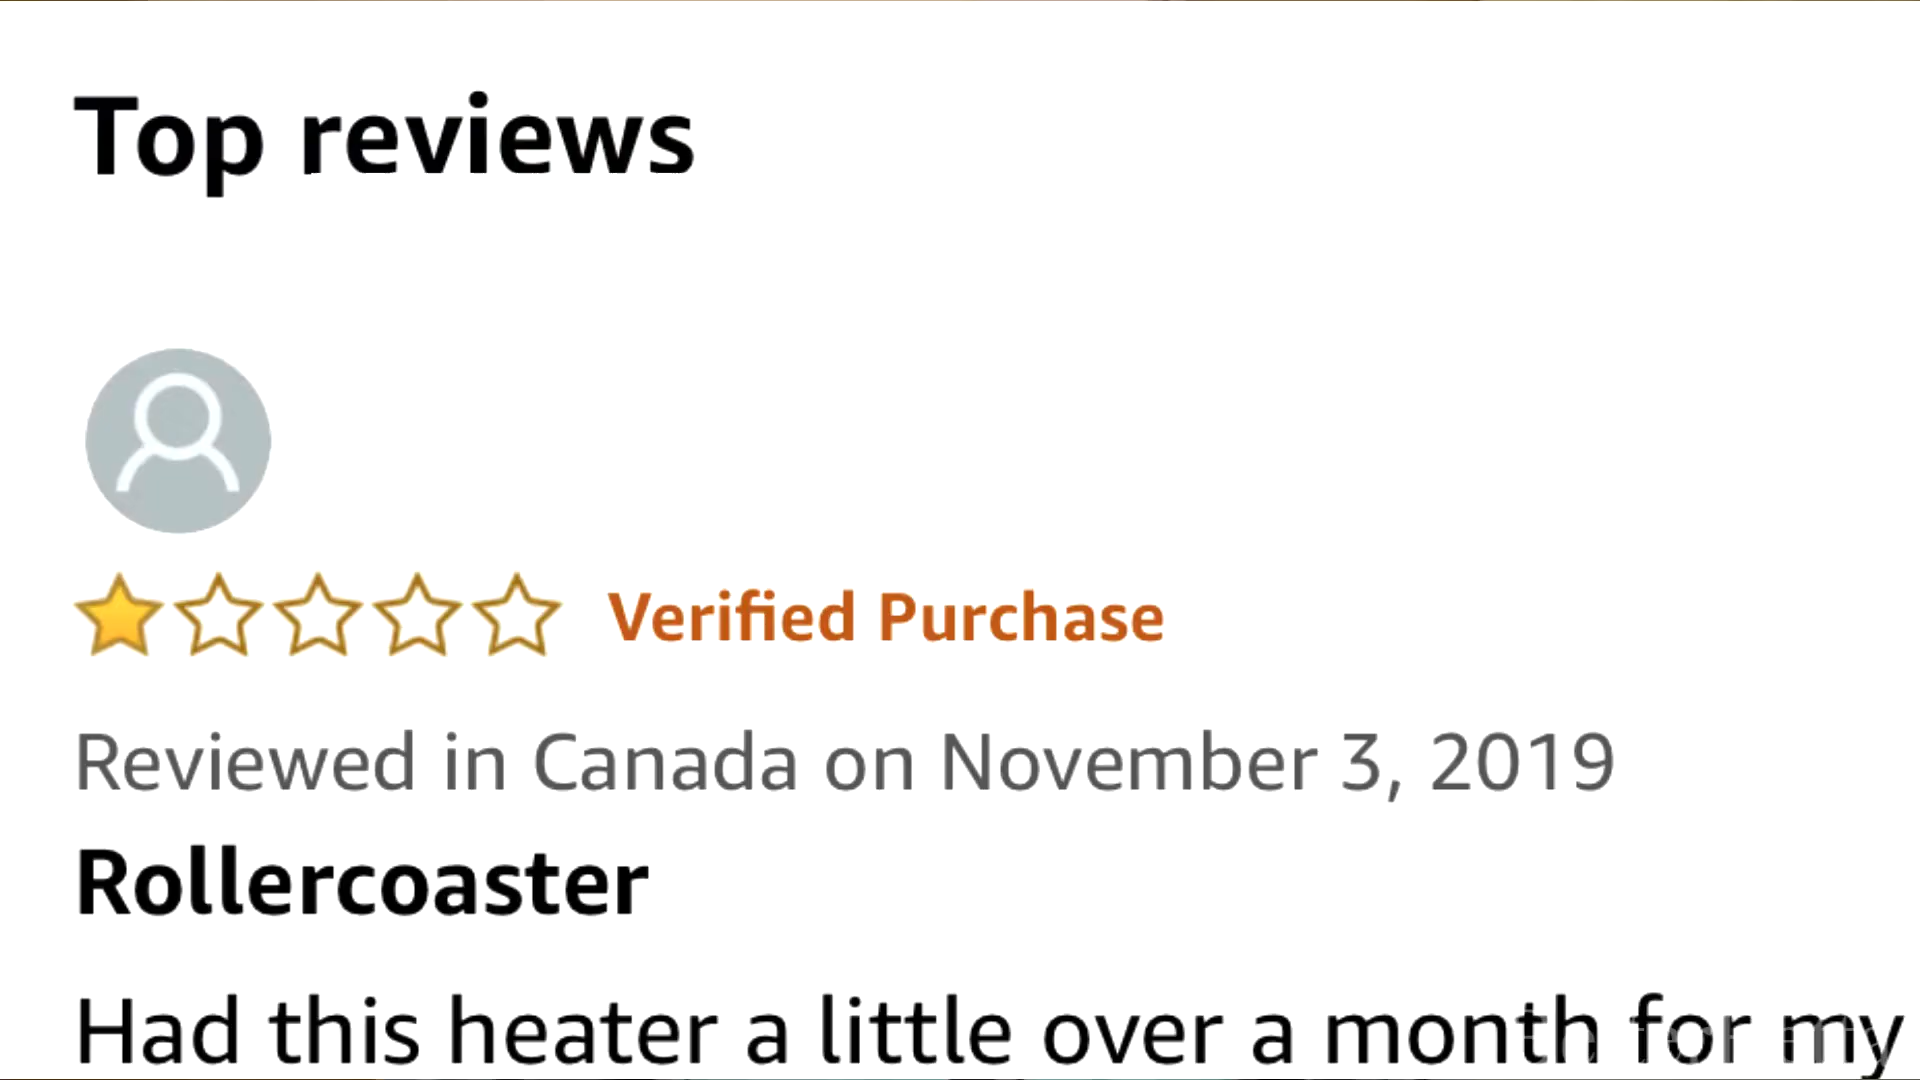 Top reviews
Verified Purchase
Reviewed in Canada on November 3, 2019
Rollercoaster
Had this heater a little over a month for my